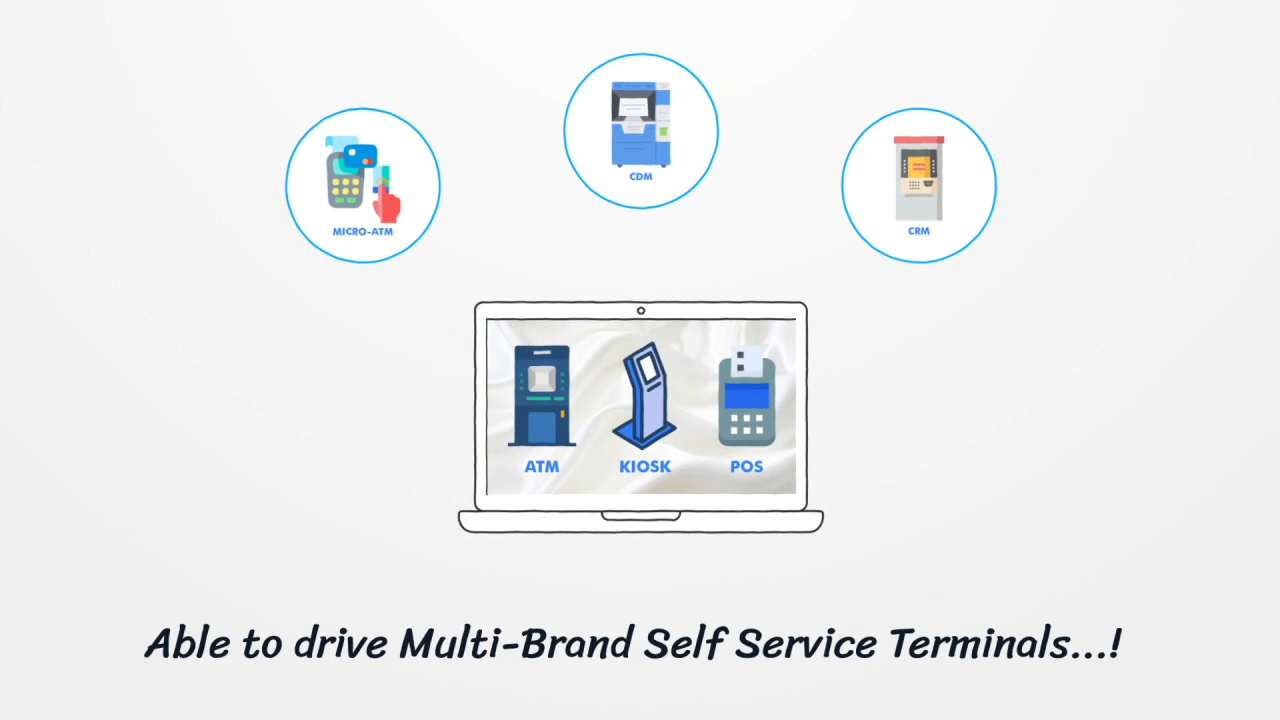 CDM
MICRO-ATM
CRM
ATM KIOSK POS
Able to drive Multi-Brand Self Service Terminals...!